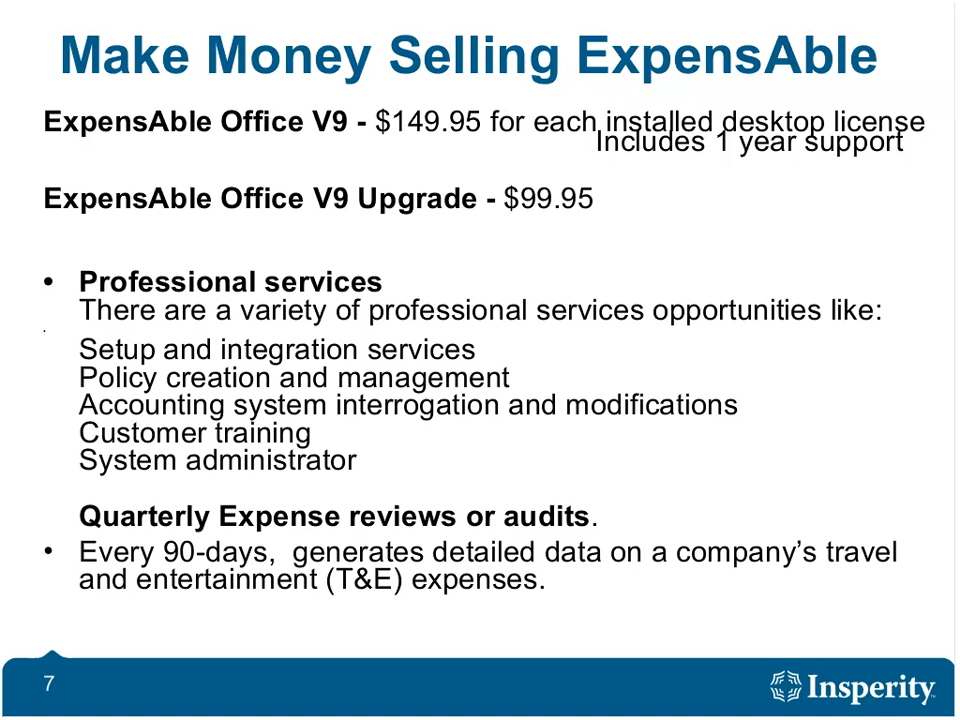 Make Money Selling ExpensAble
ExpensAble Office V9 - $149.95 for each installed desktop license
Includes 1 year support
ExpensAble Office V9 Upgrade - $99.95
• Professional services
There are a variety of professional services opportunities like:
Setup and integration services
Policy creation and management
Accounting system interrogation and modifications
Customer training
System administrator
Quarterly Expense reviews or audits.
• Every 90-days,  generates detailed data on a company’s travel
and entertainment (T&E) expenses.
7
Insperity™